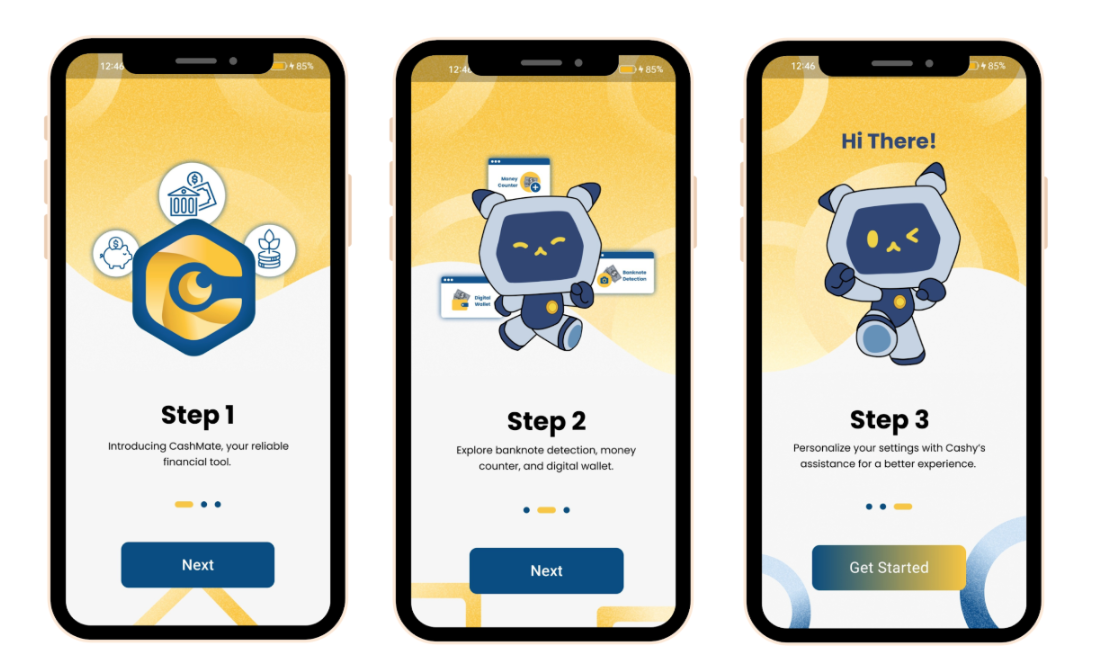 12:46
85%
Step 1
Introducing CashMate, your reliable
financial tool.
Next
12:46
85%
Money
Counter
Banknote
Detection
Digital
Wallet
Step 2
Explore banknote detection, money
counter, and digital wallet.
Next
12:46
85%
Hi There!
Step 3
Personalize your settings with Cashy's
assistance for a better experience.
Get Started